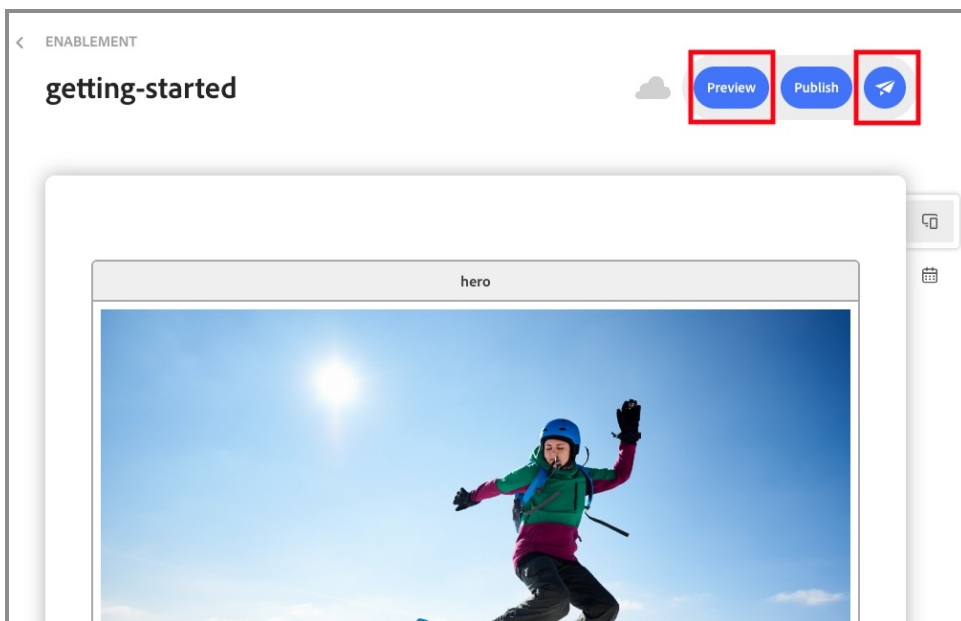 ENABLEMENT
getting-started
Preview
Publish
hero